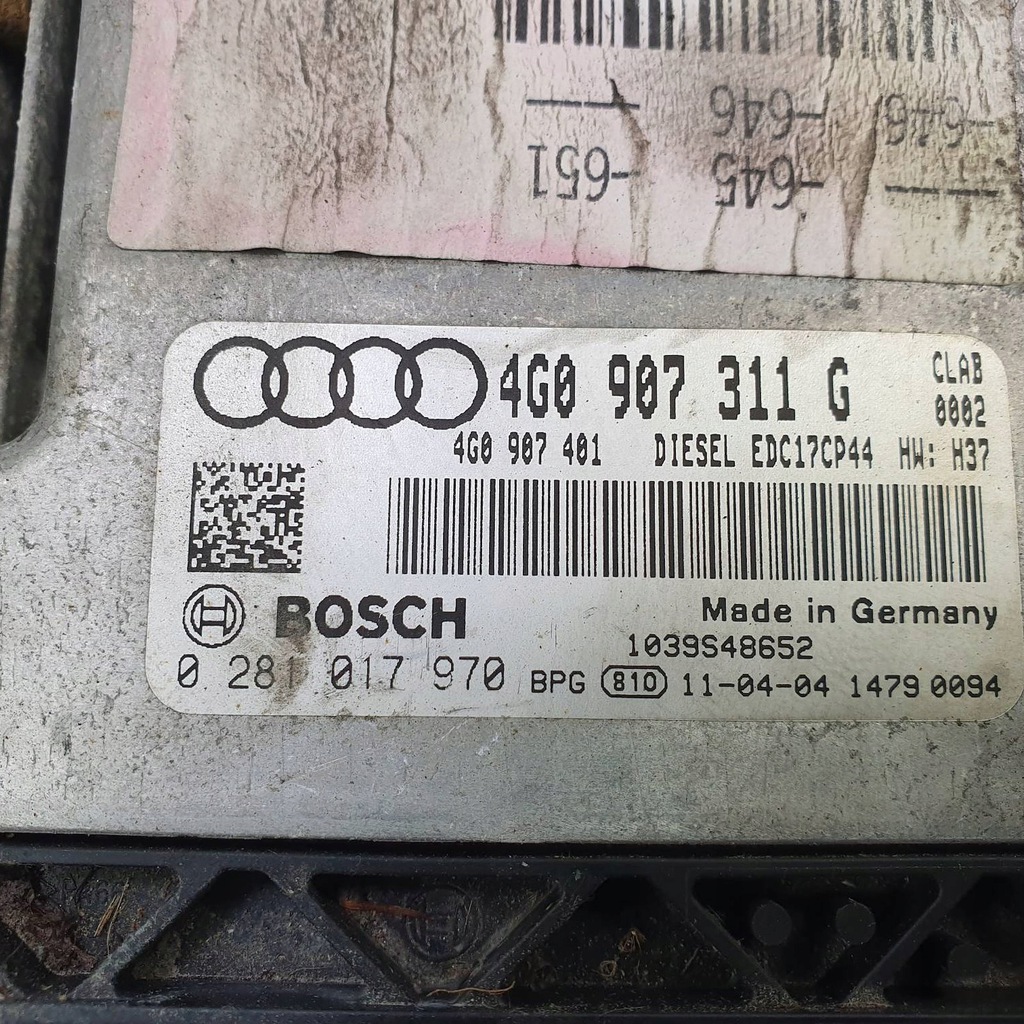 -646 -646
-645 -651
4G0 907 311 G CLAB
0002
4G0 907 401 DIESEL EDC17CP44 HW: H37
BOSCH Made in Germany
1039S48652
0 281 017 970 BPG 810 11-04-04 1479 0094